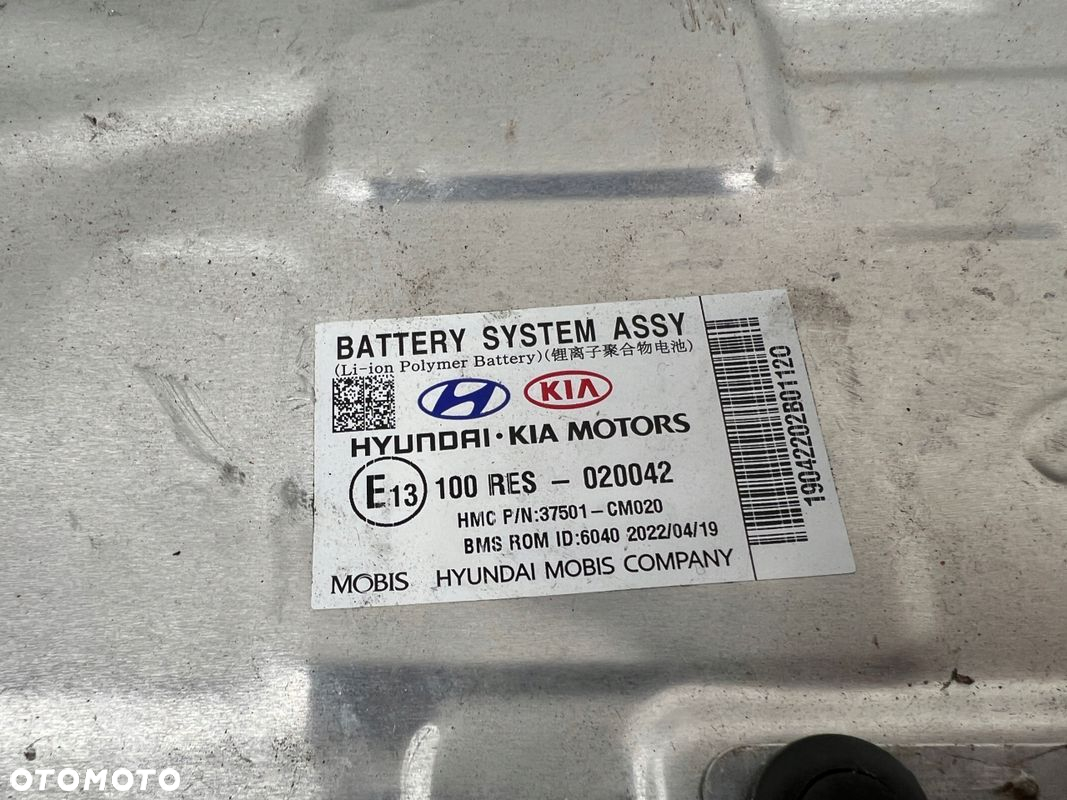 BATTERY SYSTEM ASSY
(Li-ion Polymer Battery)(锂离子聚合物电池)
KIA
HYUNDAI·KIA MOTORS
E13 100 RES - 020042
HMC P/N:37501-CM020
BMS ROM ID:6040 2022/04/19
MOBIS HYUNDAI MOBIS COMPANY
19042202B01120
OTOMOTO